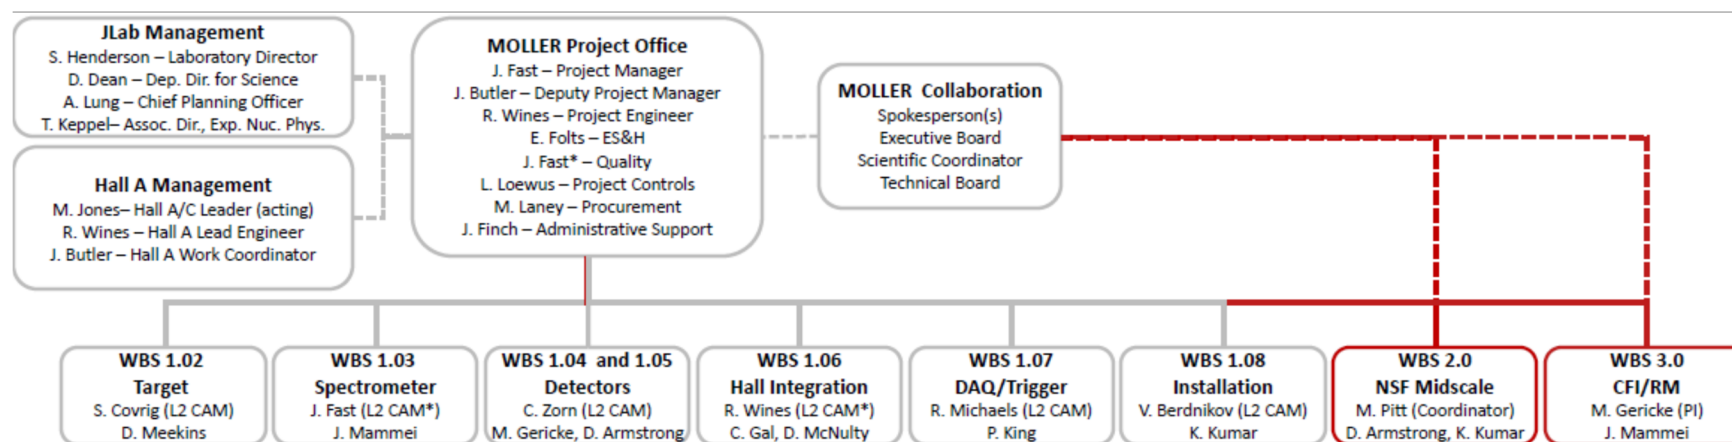 JLab Management
S. Henderson – Laboratory Director
D. Dean – Dep. Dir. for Science
A. Lung – Chief Planning Officer
T. Keppel– Assoc. Dir., Exp. Nuc. Phys.
Hall A Management
M. Jones– Hall A/C Leader (acting)
R. Wines – Hall A Lead Engineer
J. Butler – Hall A Work Coordinator
MOLLER Project Office
J. Fast – Project Manager
J. Butler – Deputy Project Manager
R. Wines – Project Engineer
E. Folts – ES&H
J. Fast* – Quality
L. Loewus – Project Controls
M. Laney – Procurement
J. Finch – Administrative Support
MOLLER Collaboration
Spokesperson(s)
Executive Board
Scientific Coordinator
Technical Board
WBS 1.02
Target
S. Covrig (L2 CAM)
D. Meekins
WBS 1.03
Spectrometer
J. Fast (L2 CAM*)
J. Mammei
WBS 1.04 and 1.05
Detectors
C. Zorn (L2 CAM)
M. Gericke, D. Armstrong
WBS 1.06
Hall Integration
R. Wines (L2 CAM*)
C. Gal, D. McNulty
WBS 1.07
DAQ/Trigger
R. Michaels (L2 CAM)
P. King
WBS 1.08
Installation
V. Berdnikov (L2 CAM)
K. Kumar
WBS 2.0
NSF Midscale
M. Pitt (Coordinator)
D. Armstrong, K. Kumar
WBS 3.0
CFI/RM
M. Gericke (PI)
J. Mammei